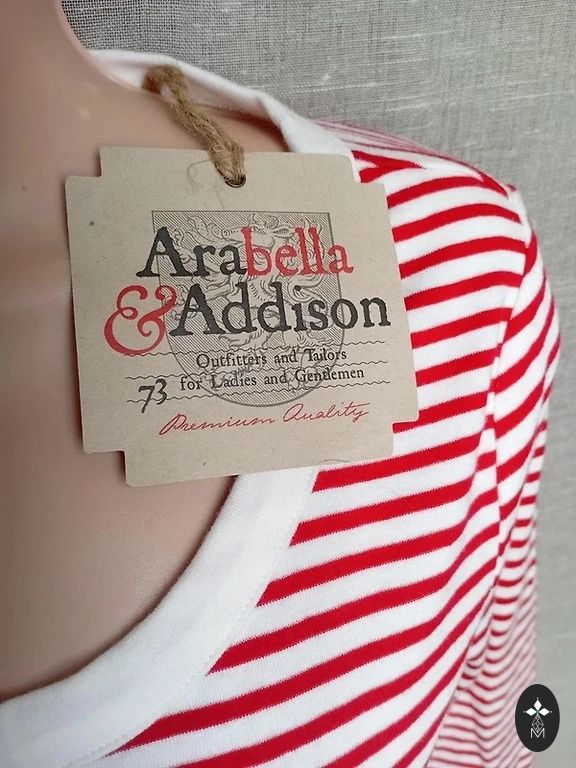 Arabella
& Addison
Outfitters and Tailors
73 for Ladies and Gentlemen
Premium Quality
M